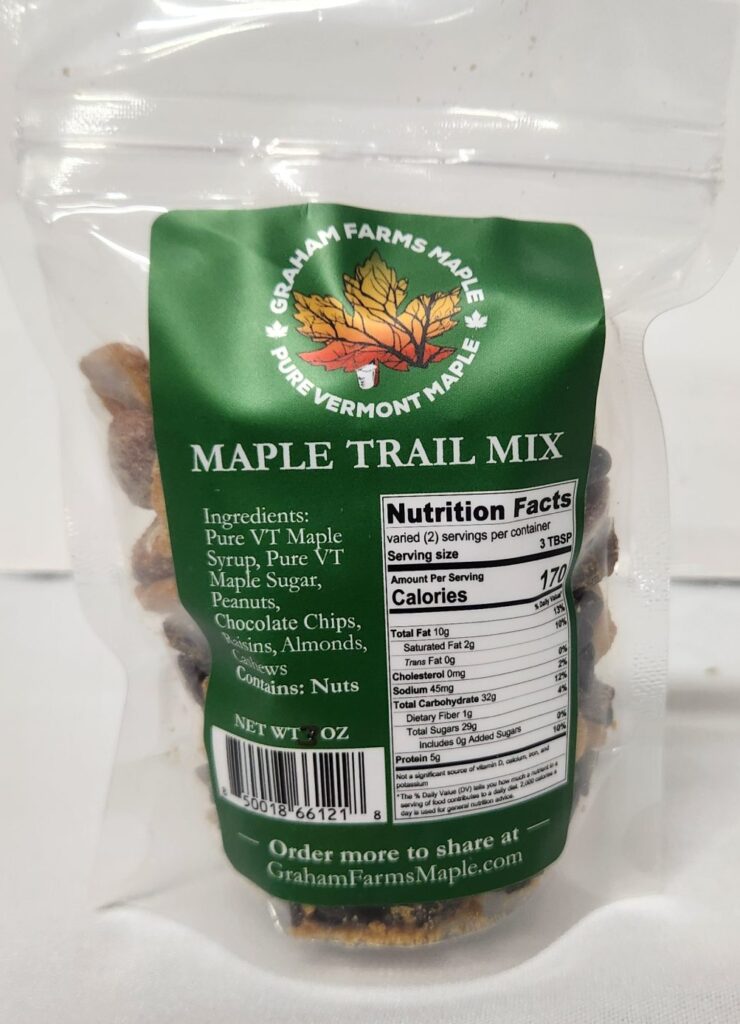 GRAHAM FARMS MAPLE
PURE VERMONT MAPLE
MAPLE TRAIL MIX
Ingredients:
Pure VT Maple
Syrup, Pure VT
Maple Sugar,
Peanuts,
Chocolate Chips,
Raisins, Almonds,
Cashews
Contains: Nuts
NET WT 3 OZ
8 50018 66121 8
Nutrition Facts
varied (2) servings per container
Serving size 3 TBSP
Amount Per Serving
Calories 170
% Daily Value*
Total Fat 10g 13%
Saturated Fat 2g 10%
Trans Fat 0g
Cholesterol 0mg 0%
Sodium 45mg 2%
Total Carbohydrate 32g 12%
Dietary Fiber 1g 4%
Total Sugars 29g
Includes 0g Added Sugars 0%
Protein 5g 10%
Not a significant source of vitamin D, calcium, iron, and
potassium
*The % Daily Value (DV) tells you how much a nutrient in a
serving of food contributes to a daily diet. 2,000 calories a
day is used for general nutrition advice.
Order more to share at
GrahamFarmsMaple.com